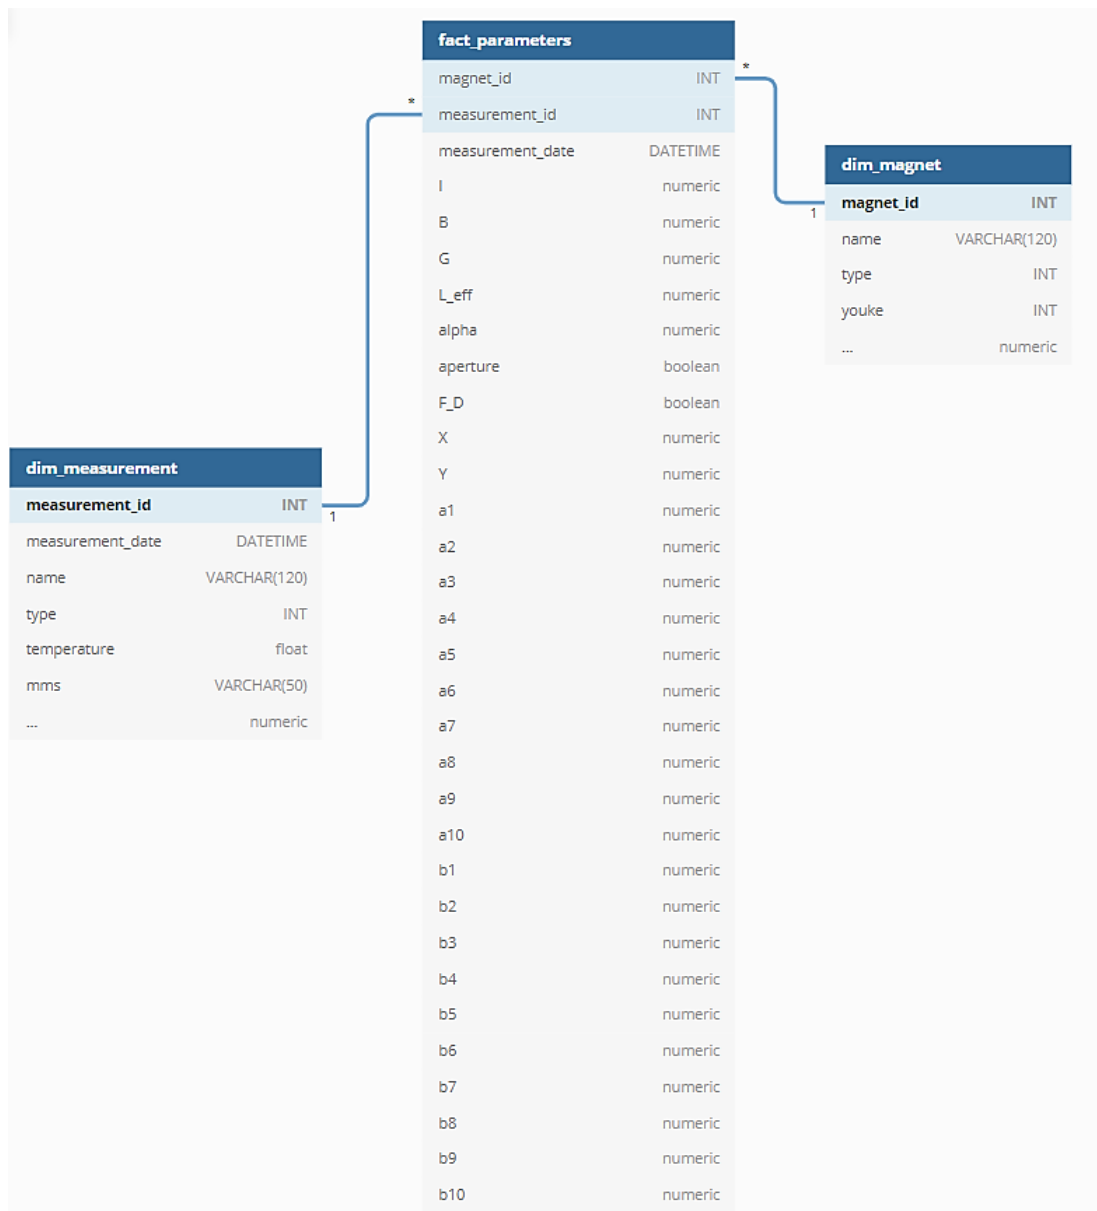 fact_parameters
magnet_id INT
measurement_id INT
measurement_date DATETIME
I numeric
B numeric
G numeric
L_eff numeric
alpha numeric
aperture boolean
F_D boolean
X numeric
Y numeric
a1 numeric
a2 numeric
a3 numeric
a4 numeric
a5 numeric
a6 numeric
a7 numeric
a8 numeric
a9 numeric
a10 numeric
b1 numeric
b2 numeric
b3 numeric
b4 numeric
b5 numeric
b6 numeric
b7 numeric
b8 numeric
b9 numeric
b10 numeric
*
*
1
dim_magnet
magnet_id INT
name VARCHAR(120)
type INT
youke INT
... numeric
dim_measurement
measurement_id INT
measurement_date DATETIME
name VARCHAR(120)
type INT
temperature float
mms VARCHAR(50)
... numeric
1